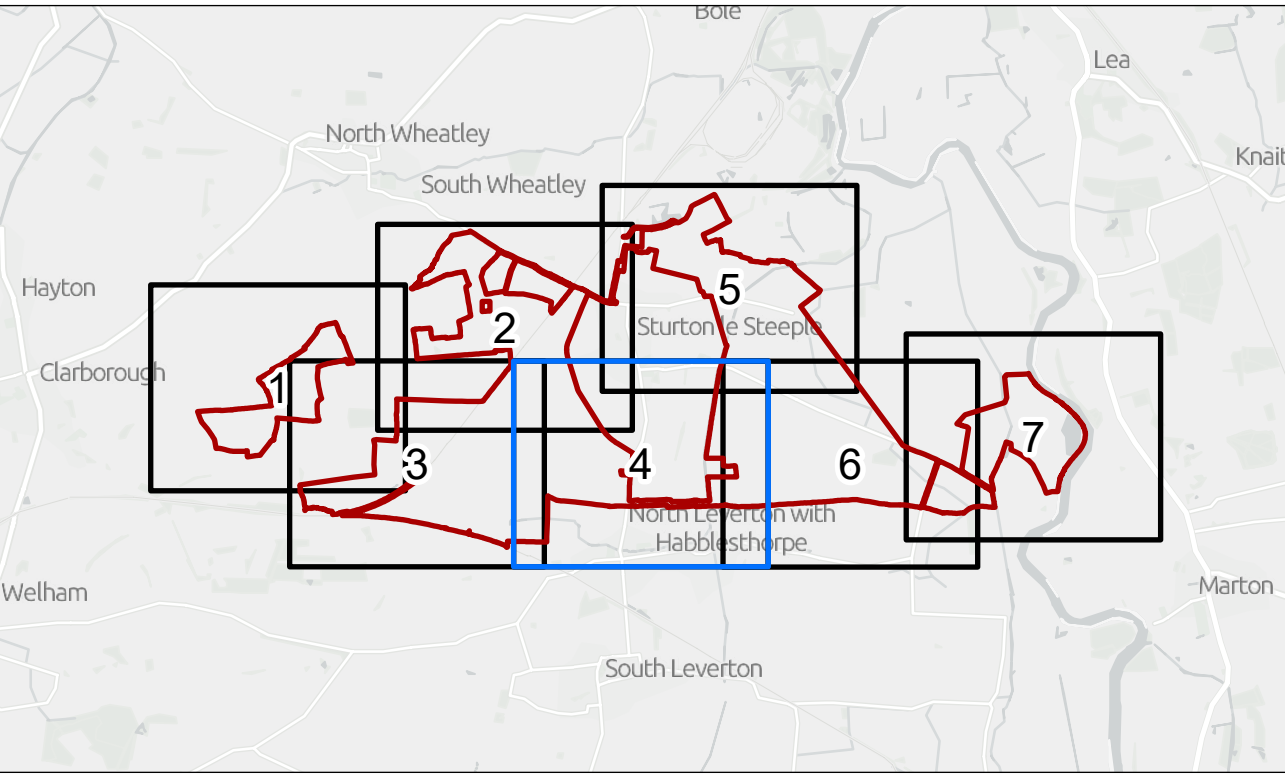 Bole
Lea
North Wheatley
Knait
South Wheatley
Hayton
5
Sturton le Steeple
2
Clarborough
1
7
3
4
6
North Leverton with
Habblesthorpe
Welham
Marton
South Leverton